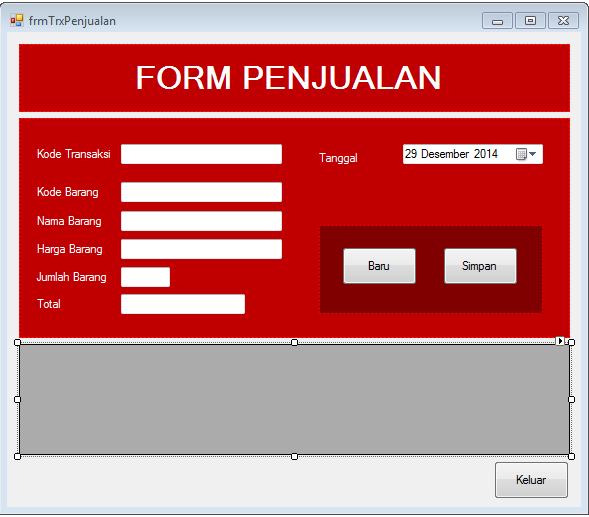 frmTrxPenjualan
FORM PENJUALAN
Kode Transaksi
Tanggal
29 Desember 2014
Kode Barang
Nama Barang
Harga Barang
Jumlah Barang
Total
Baru
Simpan
Keluar